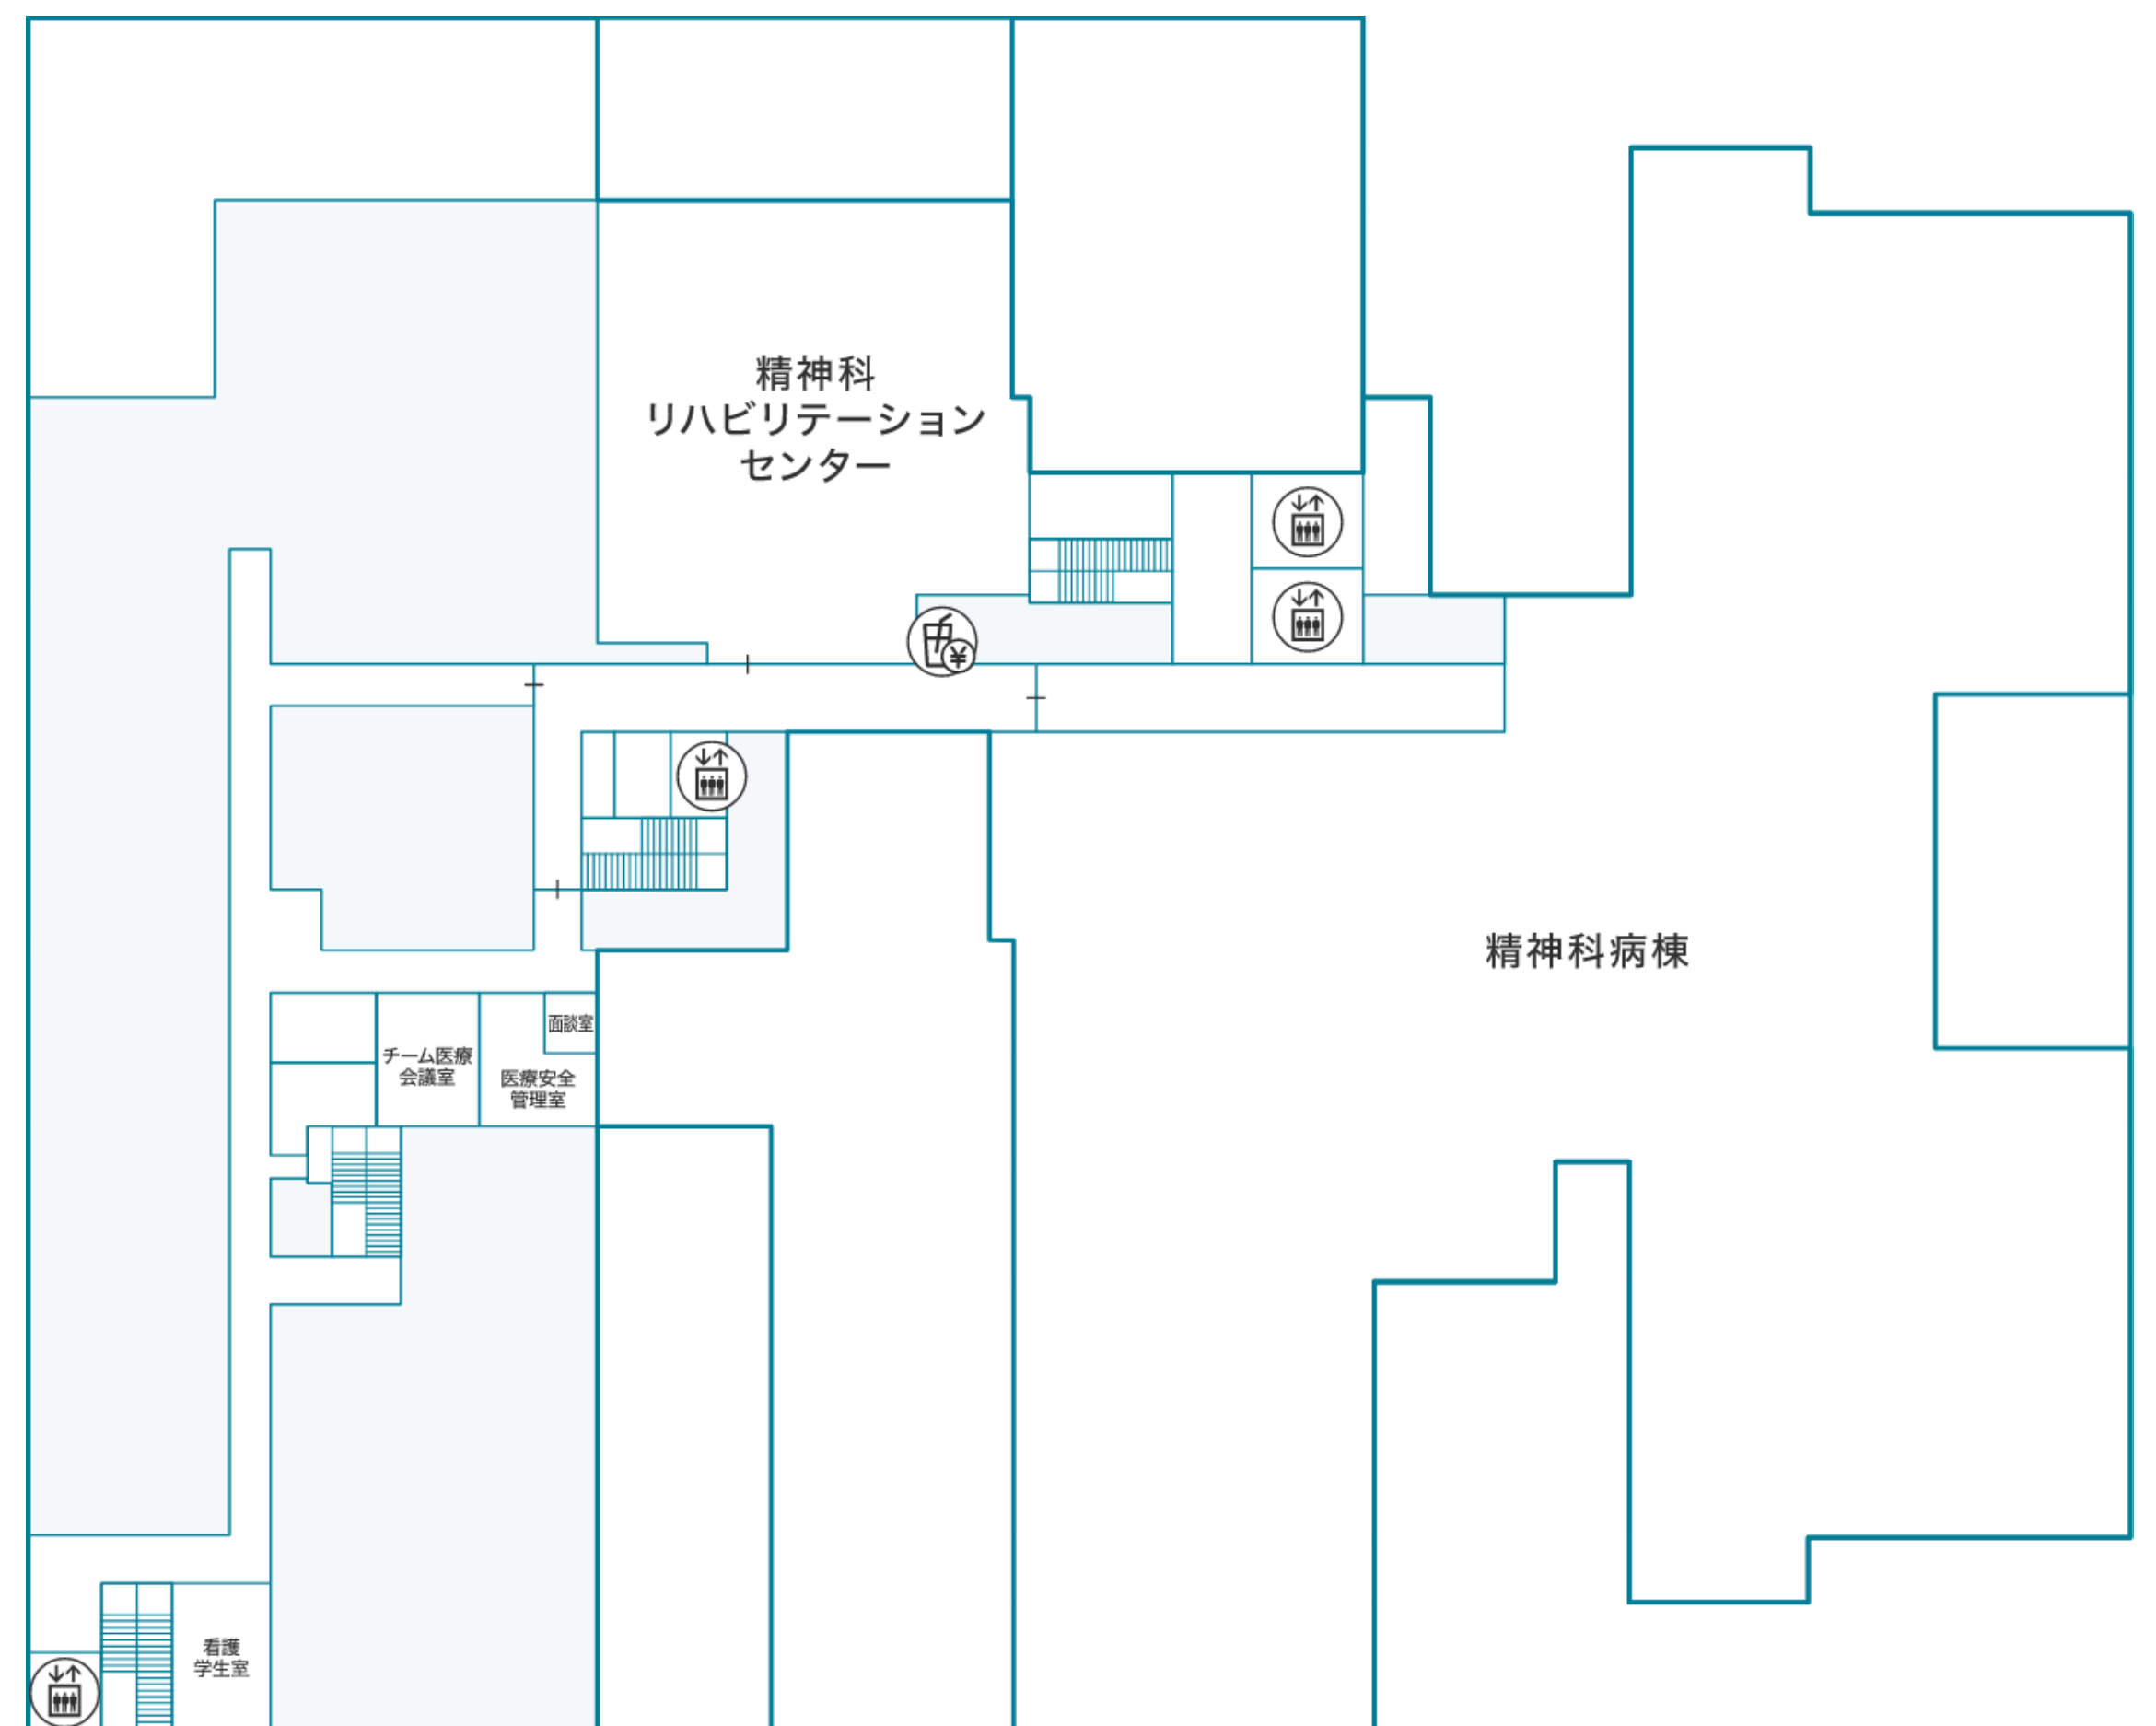 精神科
リハビリテーション
センター
¥
精神科病棟
面談室
チーム医療
会議室
医療安全
管理室
看護
学生室